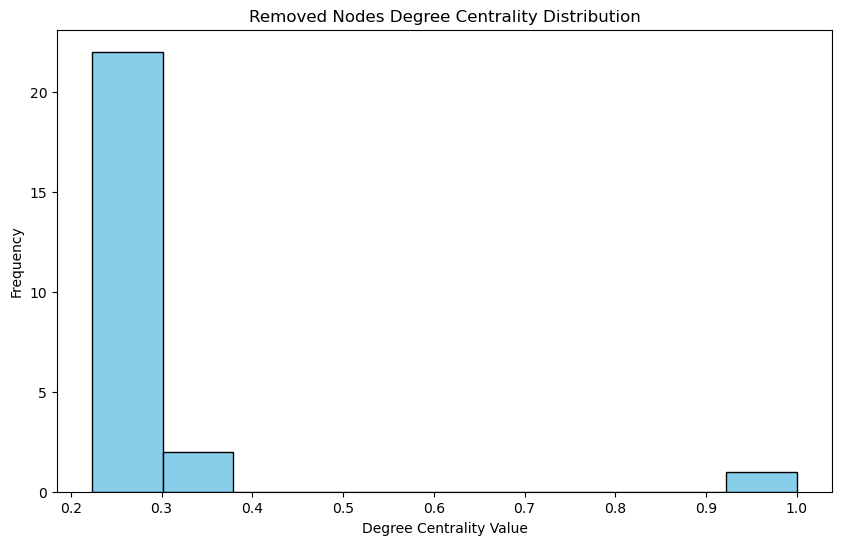 Removed Nodes Degree Centrality Distribution
20
15
10
5
0
Frequency
0.2 0.3 0.4 0.5 0.6 0.7 0.8 0.9 1.0
Degree Centrality Value